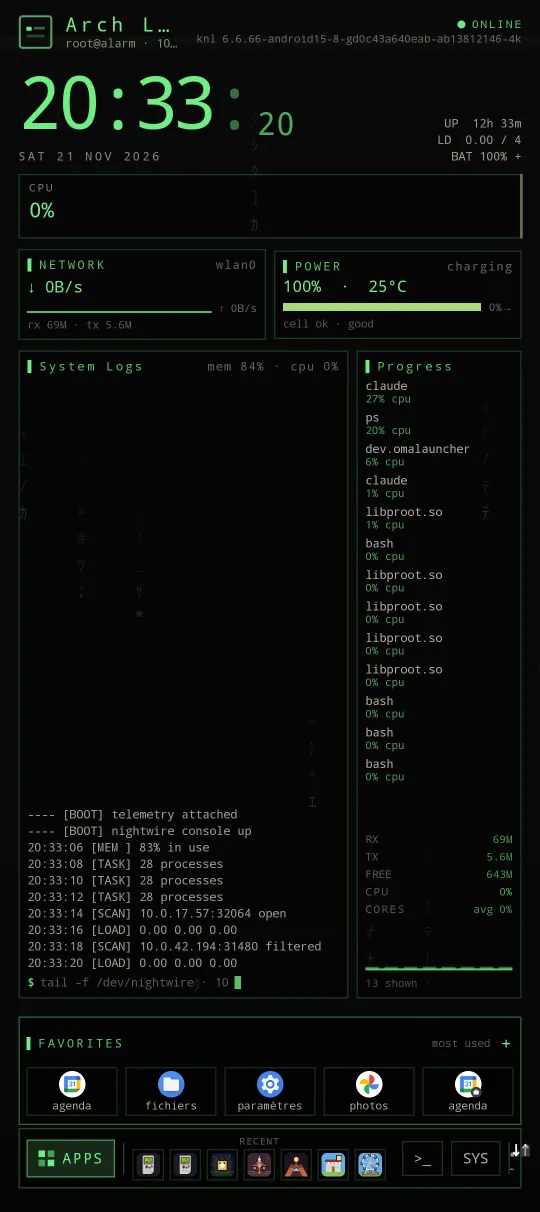 Arch L…
root@alarm · 10…
ONLINE
knl 6.6.66-android15-8-gd0c43a640eab-ab13812146-4k
20:33:20
UP 12h 33m
LD 0.00 / 4
SAT 21 NOV 2026
BAT 100% +
CPU
0%
NETWORK wlan0
↓ 0B/s
↑ 0B/s
rx 69M · tx 5.6M
POWER charging
100% · 25°C
0%→
cell ok · good
System Logs mem 84% · cpu 0%
---- [BOOT] telemetry attached
---- [BOOT] nightwire console up
20:33:06 [MEM ] 83% in use
20:33:08 [TASK] 28 processes
20:33:10 [TASK] 28 processes
20:33:12 [TASK] 28 processes
20:33:14 [SCAN] 10.0.17.57:32064 open
20:33:16 [LOAD] 0.00 0.00 0.00
20:33:18 [SCAN] 10.0.42.194:31480 filtered
20:33:20 [LOAD] 0.00 0.00 0.00
$ tail -f /dev/nightwire · 10
Progress
claude
27% cpu
ps
20% cpu
dev.omalauncher
6% cpu
claude
1% cpu
libproot.so
1% cpu
bash
0% cpu
libproot.so
0% cpu
libproot.so
0% cpu
libproot.so
0% cpu
libproot.so
0% cpu
bash
0% cpu
bash
0% cpu
bash
0% cpu
RX 69M
TX 5.6M
FREE 643M
CPU 0%
CORES avg 0%
13 shown
FAVORITES most used +
agenda
fichiers
paramètres
photos
agenda
APPS
RECENT
>_
SYS